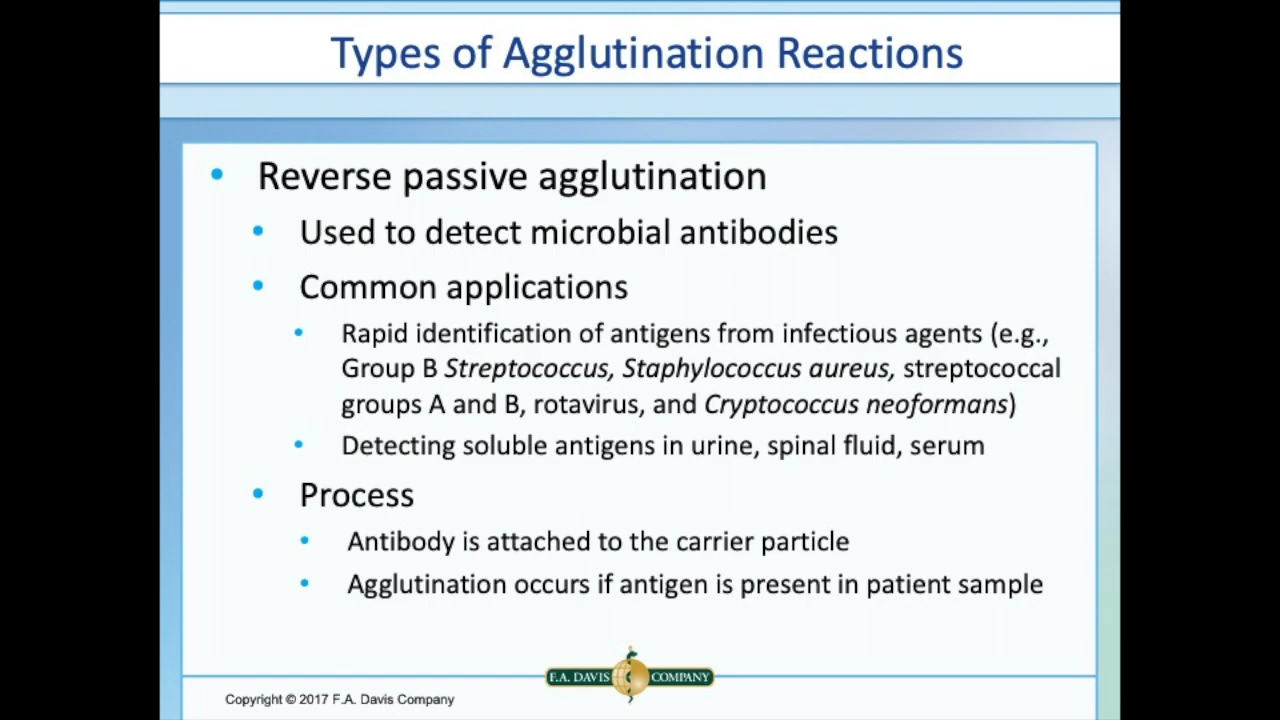 Types of Agglutination Reactions
• Reverse passive agglutination
• Used to detect microbial antibodies
• Common applications
• Rapid identification of antigens from infectious agents (e.g.,
Group B Streptococcus, Staphylococcus aureus, streptococcal
groups A and B, rotavirus, and Cryptococcus neoformans)
• Detecting soluble antigens in urine, spinal fluid, serum
• Process
• Antibody is attached to the carrier particle
• Agglutination occurs if antigen is present in patient sample
F.A. DAVIS COMPANY
Copyright © 2017 F.A. Davis Company